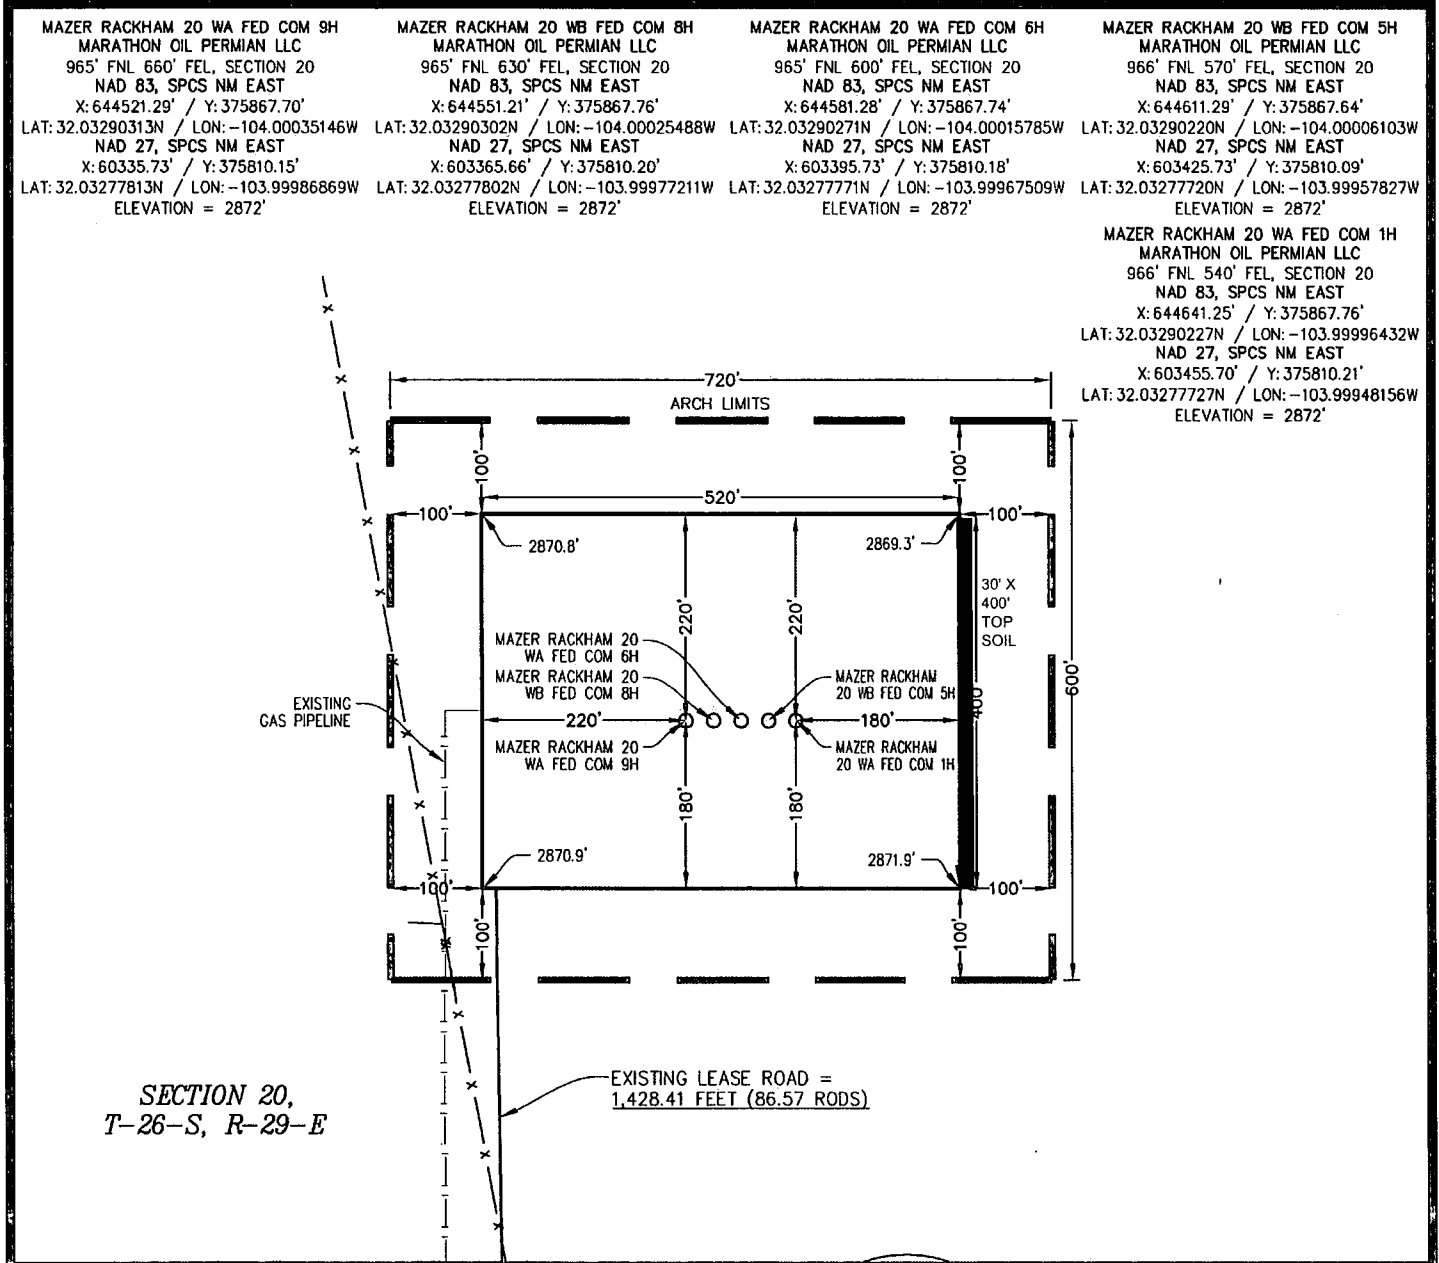 MAZER RACKHAM 20 WA FED COM 9H
MARATHON OIL PERMIAN LLC
965' FNL 660' FEL, SECTION 20
NAD 83, SPCS NM EAST
X: 644521.29' / Y: 375867.70'
LAT: 32.03290313N / LON: -104.00035146W
NAD 27, SPCS NM EAST
X: 60335.73' / Y: 375810.15'
LAT: 32.03277813N / LON: -103.99986869W
ELEVATION = 2872'
MAZER RACKHAM 20 WB FED COM 8H
MARATHON OIL PERMIAN LLC
965' FNL 630' FEL, SECTION 20
NAD 83, SPCS NM EAST
X: 644551.21' / Y: 375867.76'
LAT: 32.03290302N / LON: -104.00025488W
NAD 27, SPCS NM EAST
X: 603365.66' / Y: 375810.20'
LAT: 32.03277802N / LON: -103.99977211W
ELEVATION = 2872'
MAZER RACKHAM 20 WA FED COM 6H
MARATHON OIL PERMIAN LLC
965' FNL 600' FEL, SECTION 20
NAD 83, SPCS NM EAST
X: 644581.28' / Y: 375867.74'
LAT: 32.03290271N / LON: -104.00015785W
NAD 27, SPCS NM EAST
X: 603395.73' / Y: 375810.18'
LAT: 32.03277771N / LON: -103.99967509W
ELEVATION = 2872'
MAZER RACKHAM 20 WB FED COM 5H
MARATHON OIL PERMIAN LLC
966' FNL 570' FEL, SECTION 20
NAD 83, SPCS NM EAST
X: 644611.29' / Y: 375867.64'
LAT: 32.03290220N / LON: -104.00006103W
NAD 27, SPCS NM EAST
X: 603425.73' / Y: 375810.09'
LAT: 32.03277720N / LON: -103.99957827W
ELEVATION = 2872'
MAZER RACKHAM 20 WA FED COM 1H
MARATHON OIL PERMIAN LLC
966' FNL 540' FEL, SECTION 20
NAD 83, SPCS NM EAST
X: 644641.25' / Y: 375867.76'
LAT: 32.03290227N / LON: -103.99996432W
NAD 27, SPCS NM EAST
X: 603455.70' / Y: 375810.21'
LAT: 32.03277727N / LON: -103.99948156W
ELEVATION = 2872'
720'
ARCH LIMITS
100'
100'
520'
100'
100'
2870.8'
2869.3'
30' X
400'
TOP
SOIL
220'
220'
MAZER RACKHAM 20
WA FED COM 6H
MAZER RACKHAM 20
WB FED COM 8H
MAZER RACKHAM
20 WB FED COM 5H
600'
400'
EXISTING
GAS PIPELINE
220'
180'
MAZER RACKHAM 20
WA FED COM 9H
MAZER RACKHAM
20 WA FED COM 1H
180'
180'
2870.9'
2871.9'
100'
100'
100'
100'
EXISTING LEASE ROAD =
1,428.41 FEET (86.57 RODS)
SECTION 20,
T-26-S, R-29-E